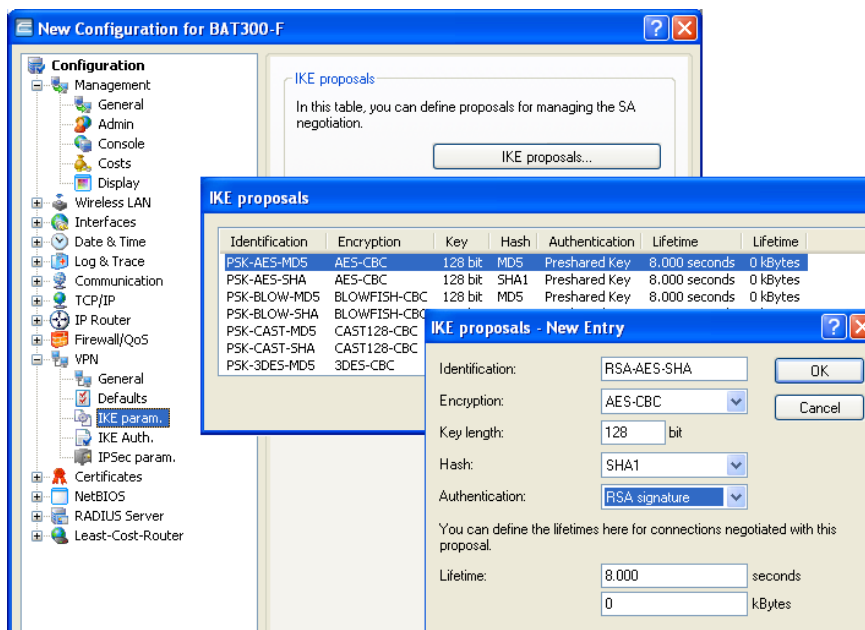 New Configuration for BAT300-F
Configuration
Management
General
Admin
Console
Costs
Display
Wireless LAN
Interfaces
Date & Time
Log & Trace
Communication
TCP/IP
IP Router
Firewall/QoS
VPN
General
Defaults
IKE param.
IKE Auth.
IPSec param.
Certificates
NetBIOS
RADIUS Server
Least-Cost-Router
IKE proposals
In this table, you can define proposals for managing the SA
negotiation.
IKE proposals...
IKE proposals
Identification Encryption Key Hash Authentication Lifetime Lifetime
PSK-AES-MD5 AES-CBC 128 bit MD5 Preshared Key 8.000 seconds 0 kBytes
PSK-AES-SHA AES-CBC 128 bit SHA1 Preshared Key 8.000 seconds 0 kBytes
PSK-BLOW-MD5 BLOWFISH-CBC 128 bit MD5 Preshared Key 8.000 seconds 0 kBytes
PSK-BLOW-SHA BLOWFISH-CBC
PSK-CAST-MD5 CAST128-CBC
PSK-CAST-SHA CAST128-CBC
PSK-3DES-MD5 3DES-CBC
IKE proposals - New Entry
Identification: RSA-AES-SHA OK
Encryption: AES-CBC Cancel
Key length: 128 bit
Hash: SHA1
Authentication: RSA signature
You can define the lifetimes here for connections negotiated with this
proposal.
Lifetime: 8.000 seconds
0 kBytes